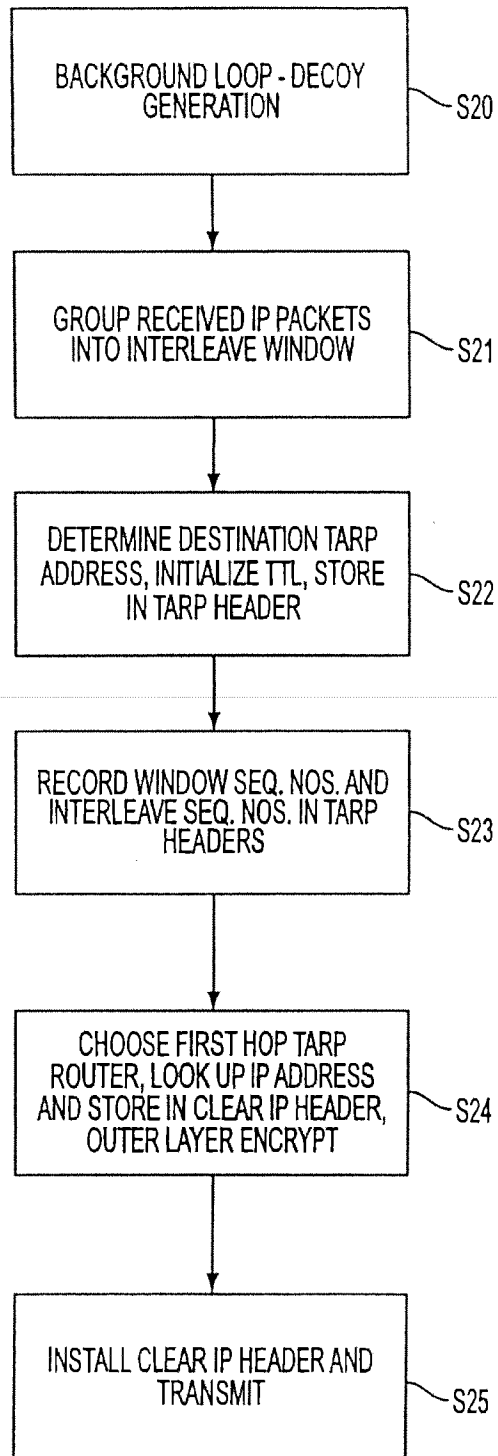 BACKGROUND LOOP - DECOY
GENERATION
S20
GROUP RECEIVED IP PACKETS
INTO INTERLEAVE WINDOW
S21
DETERMINE DESTINATION TARP
ADDRESS, INITIALIZE TTL, STORE
IN TARP HEADER
S22
RECORD WINDOW SEQ. NOS. AND
INTERLEAVE SEQ. NOS. IN TARP
HEADERS
S23
CHOOSE FIRST HOP TARP
ROUTER, LOOK UP IP ADDRESS
AND STORE IN CLEAR IP HEADER,
OUTER LAYER ENCRYPT
S24
INSTALL CLEAR IP HEADER AND
TRANSMIT
S25